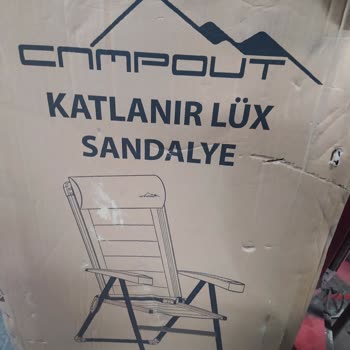 CAMPOUT
KATLANIR LÜX
SANDALYE